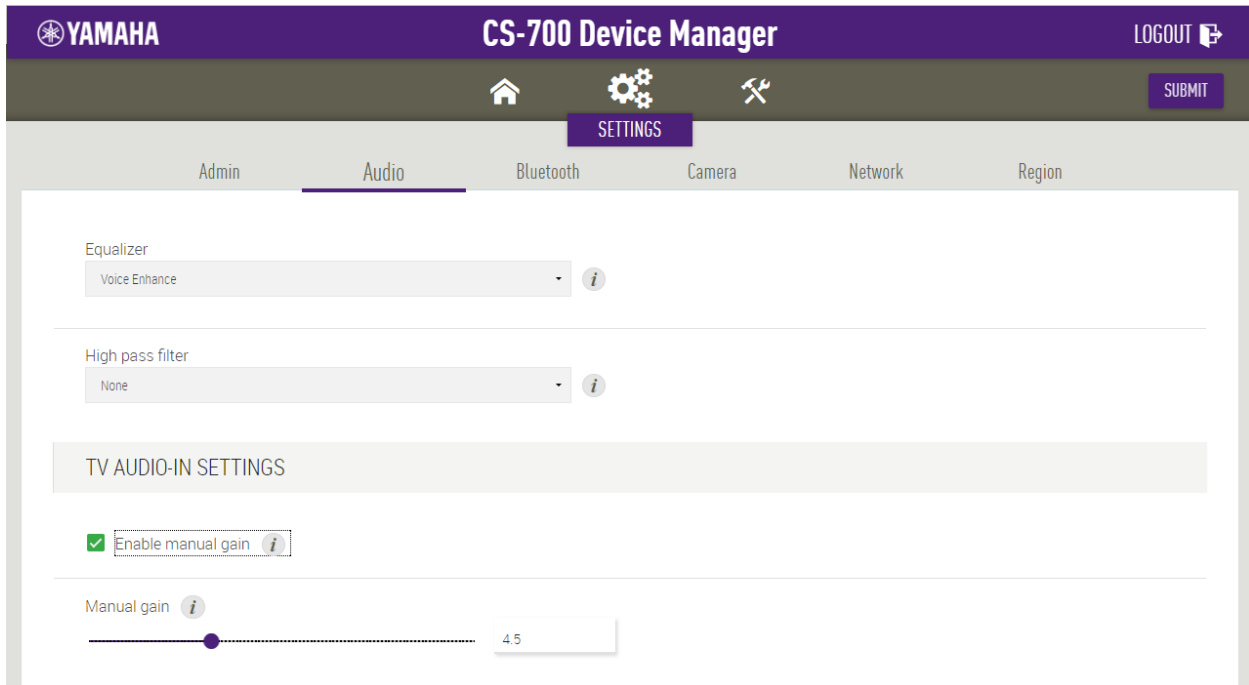 YAMAHA
CS-700 Device Manager
LOGOUT
SUBMIT
SETTINGS
Admin Audio Bluetooth Camera Network Region
Equalizer
Voice Enhance
i
High pass filter
None
i
TV AUDIO-IN SETTINGS
Enable manual gain i
Manual gain i
4.5